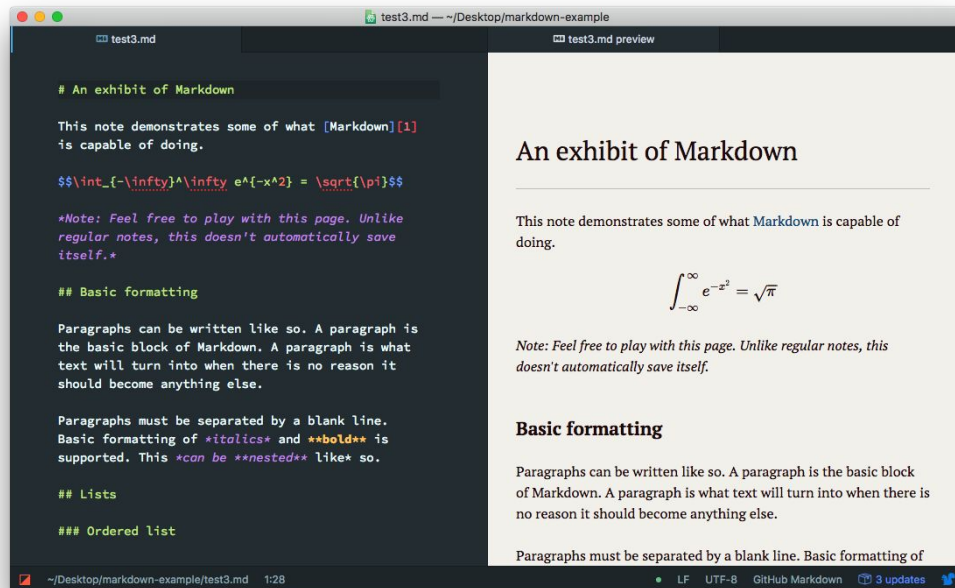 test3.md — ~/Desktop/markdown-example
test3.md
# An exhibit of Markdown
This note demonstrates some of what [Markdown][1]
is capable of doing.
$$\int_{-\infty}^\infty e^{-x^2} = \sqrt{\pi}$$
*Note: Feel free to play with this page. Unlike
regular notes, this doesn't automatically save
itself.*
## Basic formatting
Paragraphs can be written like so. A paragraph is
the basic block of Markdown. A paragraph is what
text will turn into when there is no reason it
should become anything else.
Paragraphs must be separated by a blank line.
Basic formatting of *italics* and **bold** is
supported. This *can be **nested** like* so.
## Lists
### Ordered list
test3.md preview
An exhibit of Markdown
This note demonstrates some of what Markdown is capable of
doing.
∫_{-∞}^{∞} e^{-x^2} = √π
Note: Feel free to play with this page. Unlike regular notes, this
doesn't automatically save itself.
Basic formatting
Paragraphs can be written like so. A paragraph is the basic block
of Markdown. A paragraph is what text will turn into when there is
no reason it should become anything else.
Paragraphs must be separated by a blank line. Basic formatting of
~/Desktop/markdown-example/test3.md 1:28
LF UTF-8 GitHub Markdown 3 updates